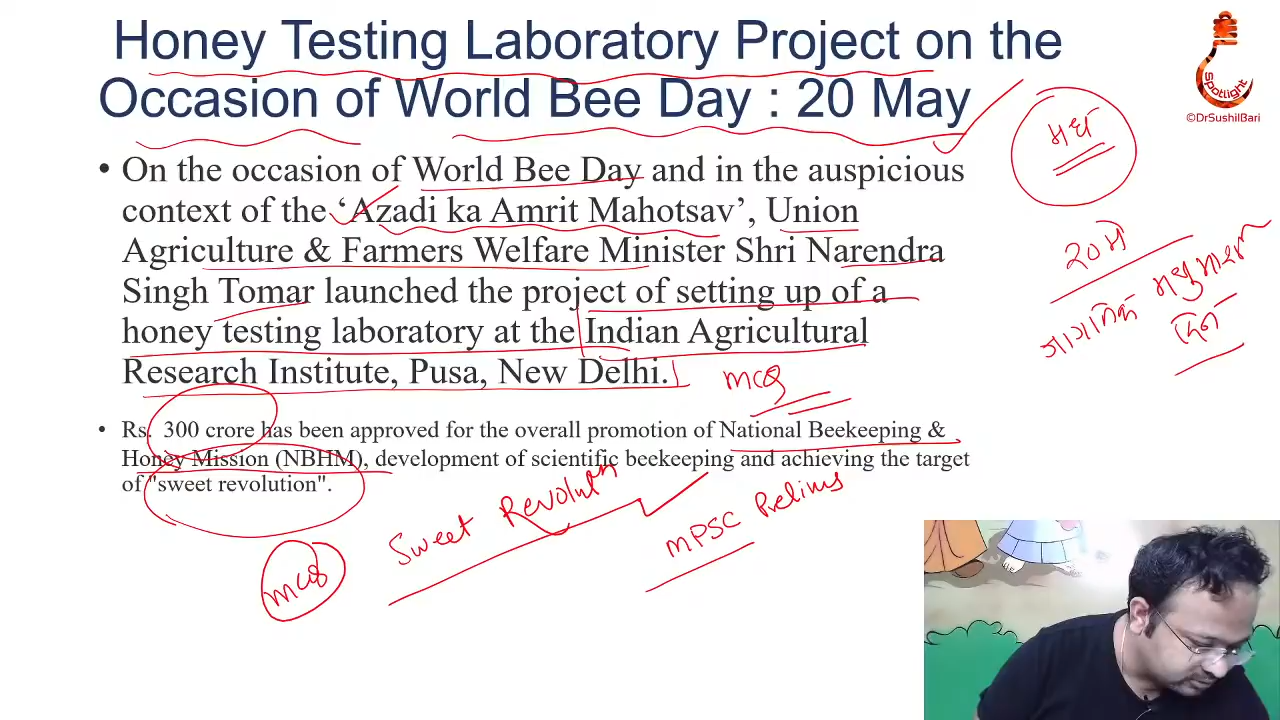 Honey Testing Laboratory Project on the
Occasion of World Bee Day : 20 May
• On the occasion of World Bee Day and in the auspicious
context of the ‘Azadi ka Amrit Mahotsav’, Union
Agriculture & Farmers Welfare Minister Shri Narendra
Singh Tomar launched the project of setting up of a
honey testing laboratory at the Indian Agricultural
Research Institute, Pusa, New Delhi.
• Rs. 300 crore has been approved for the overall promotion of National Beekeeping &
Honey Mission (NBHM), development of scientific beekeeping and achieving the target
of "sweet revolution".
MCQ
Sweet Revolution
MPSC Prelims
MCQ
मध
२० मे
जागतिक मधुमाशी
दिन
Spotlight
©DrSushilBari